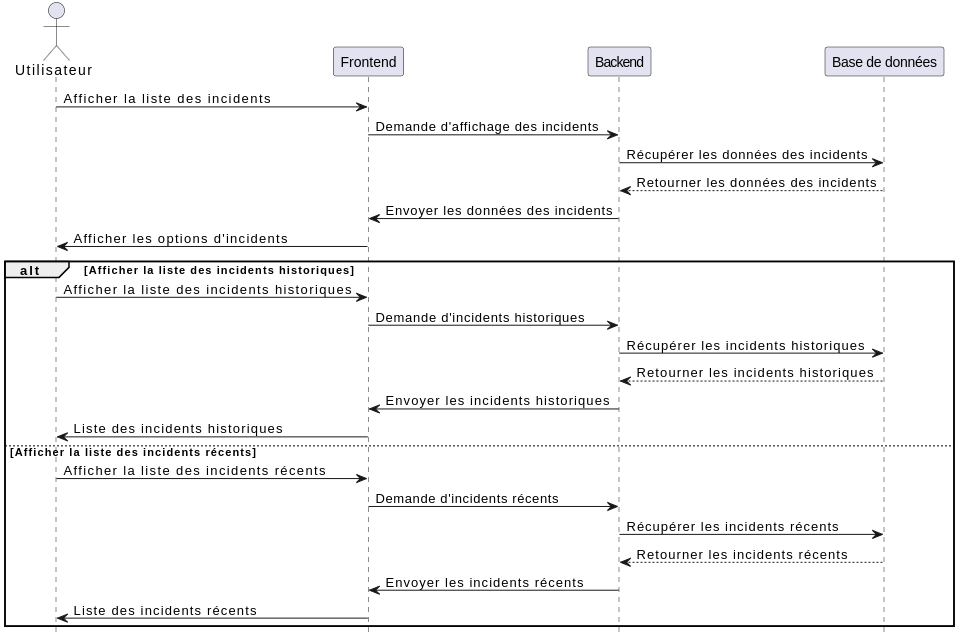 Utilisateur
Frontend
Backend
Base de données
Afficher la liste des incidents
Demande d'affichage des incidents
Récupérer les données des incidents
Retourner les données des incidents
Envoyer les données des incidents
Afficher les options d'incidents
alt [Afficher la liste des incidents historiques]
Afficher la liste des incidents historiques
Demande d'incidents historiques
Récupérer les incidents historiques
Retourner les incidents historiques
Envoyer les incidents historiques
Liste des incidents historiques
[Afficher la liste des incidents récents]
Afficher la liste des incidents récents
Demande d'incidents récents
Récupérer les incidents récents
Retourner les incidents récents
Envoyer les incidents récents
Liste des incidents récents